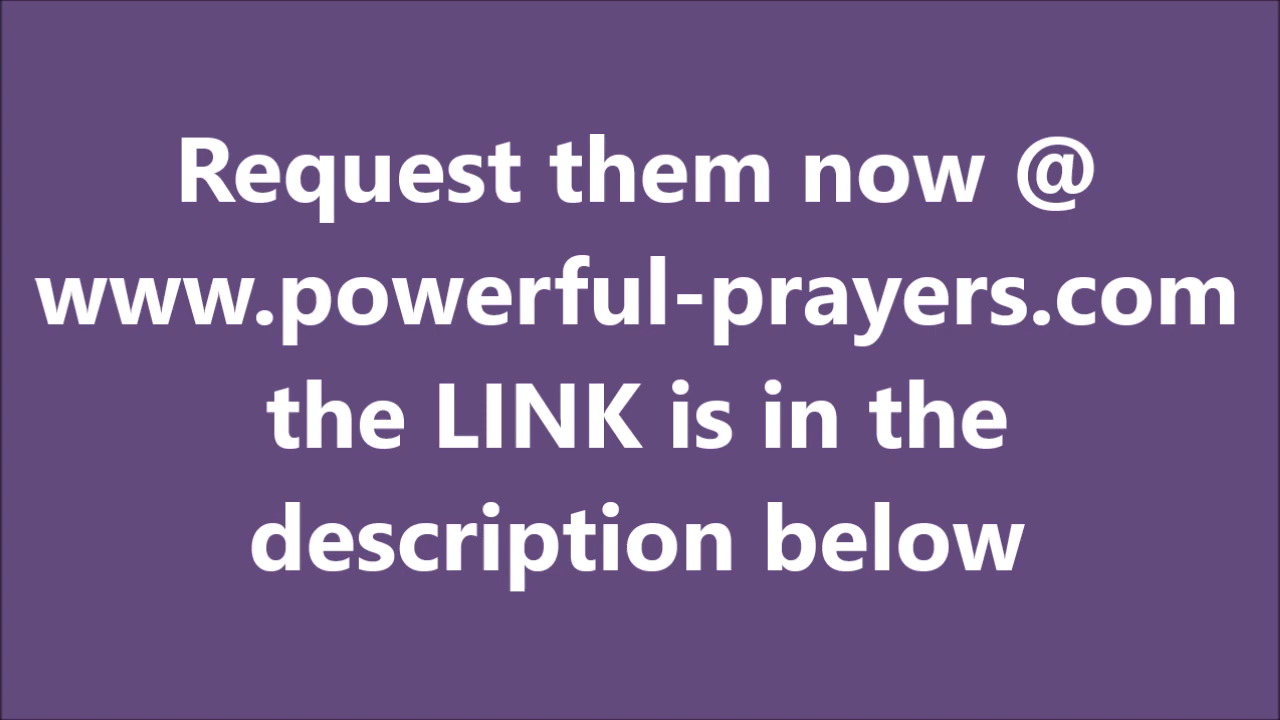 Request them now @
www.powerful-prayers.com
the LINK is in the
description below